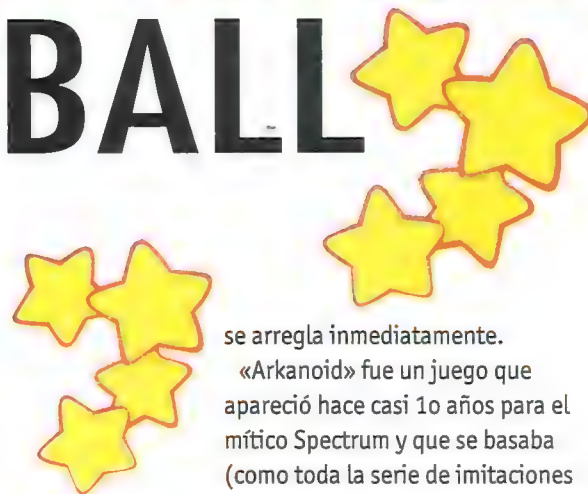 BALL
se arregla inmediatamente.
«Arkanoid» fue un juego que
apareció hace casi 10 años para el
mítico Spectrum y que se basaba
(como toda la serie de imitaciones